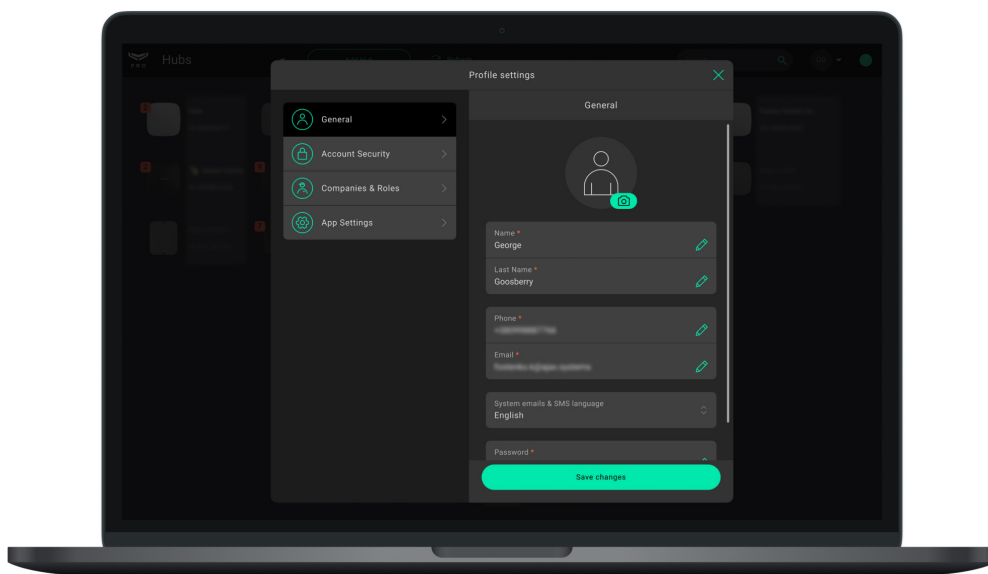 PRO
Hubs
Profile settings
General
Account Security
Companies & Roles
App Settings
General
Name *
George
Last Name *
Goosberry
Phone *
Email *
System emails & SMS language
English
Password *
Save changes